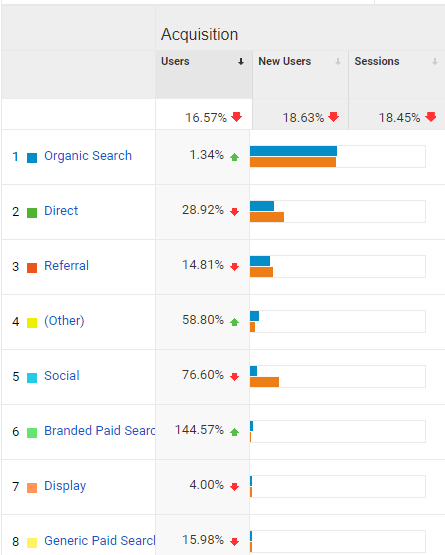 Acquisition
Users New Users Sessions
16.57% 18.63% 18.45%
1 Organic Search 1.34%
2 Direct 28.92%
3 Referral 14.81%
4 (Other) 58.80%
5 Social 76.60%
6 Branded Paid Searc 144.57%
7 Display 4.00%
8 Generic Paid Search 15.98%